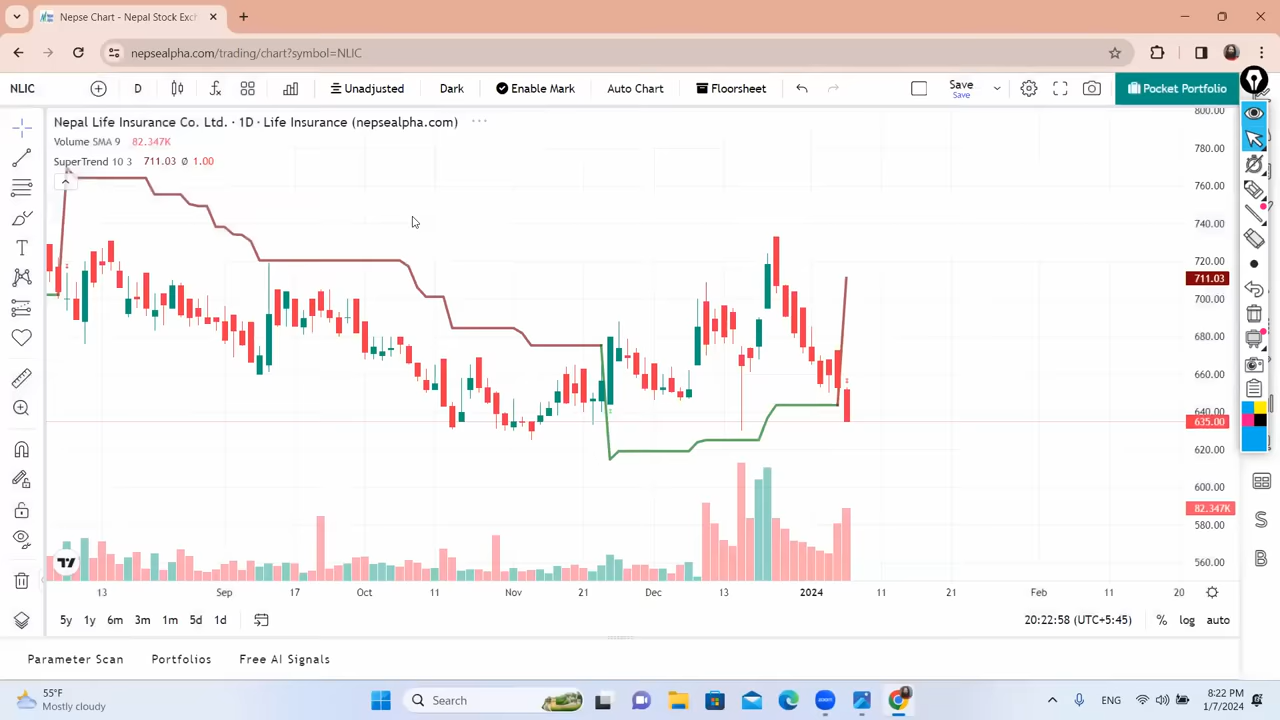 Nepse Chart - Nepal Stock Exc
nepsealpha.com/trading/chart?symbol=NLIC
NLIC
D
Unadjusted
Dark
Enable Mark
Auto Chart
Floorsheet
Save
Save
Pocket Portfolio
Nepal Life Insurance Co. Ltd. · 1D · Life Insurance (nepsealpha.com)
Volume SMA 9 82.347K
SuperTrend 10 3 711.03 Ø 1.00
800.00
780.00
760.00
740.00
720.00
711.03
700.00
680.00
660.00
640.00
635.00
620.00
600.00
82.347K
580.00
560.00
13 Sep 17 Oct 11 Nov 21 Dec 13 2024 11 21 Feb 11 20
5y 1y 6m 3m 1m 5d 1d
20:22:58 (UTC+5:45) % log auto
Parameter Scan Portfolios Free AI Signals
S
B
55°F
Mostly cloudy
Search
zoom
ENG
8:22 PM
1/7/2024